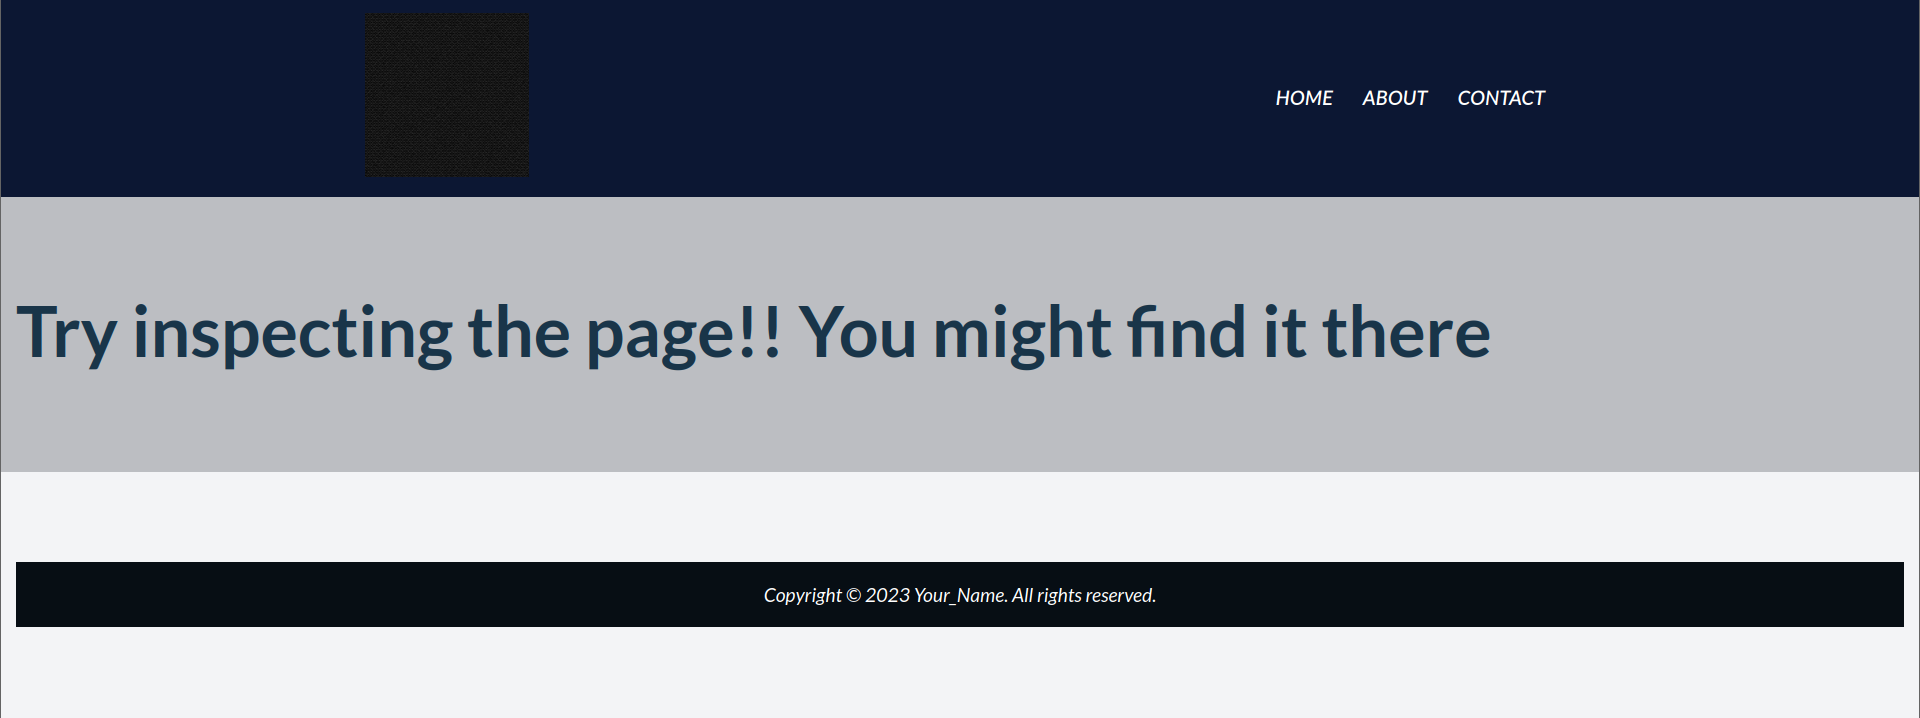 HOME ABOUT CONTACT
Try inspecting the page!! You might find it there
Copyright © 2023 Your_Name. All rights reserved.